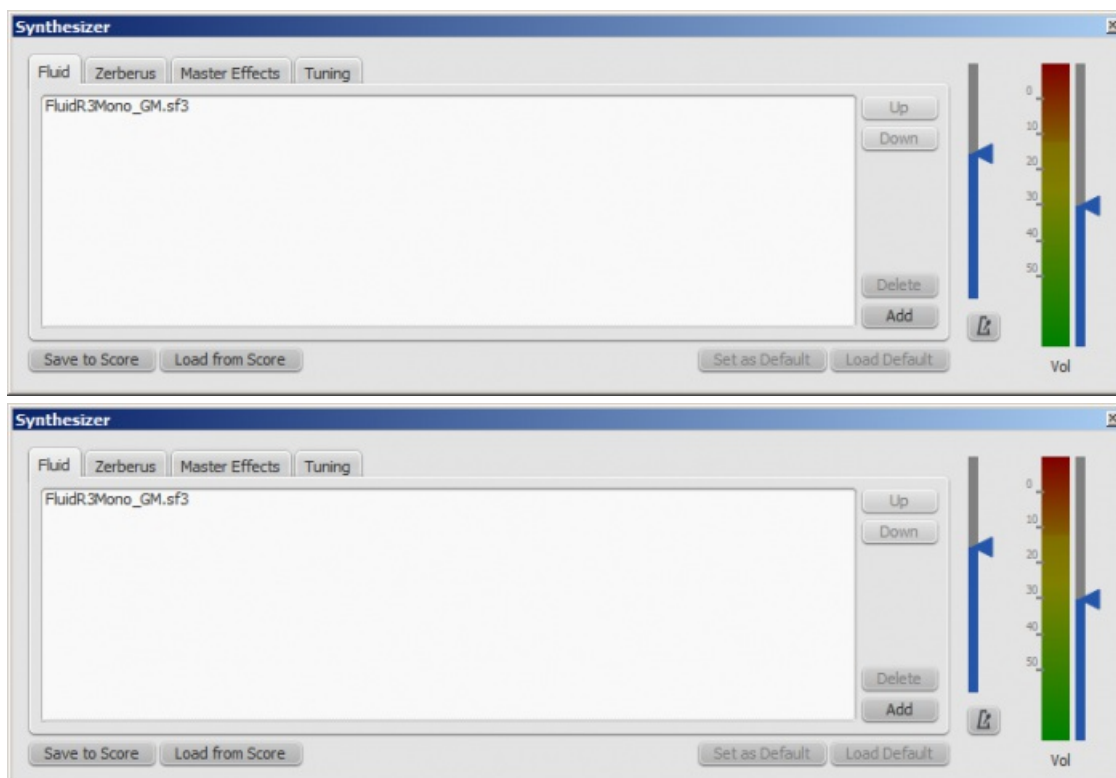 Synthesizer
Fluid Zerberus Master Effects Tuning
FluidR3Mono_GM.sf3
Up
Down
Delete
Add
0
10
20
30
40
50
Vol
Save to Score Load from Score Set as Default Load Default
Synthesizer
Fluid Zerberus Master Effects Tuning
FluidR3Mono_GM.sf3
Up
Down
Delete
Add
0
10
20
30
40
50
Vol
Save to Score Load from Score Set as Default Load Default